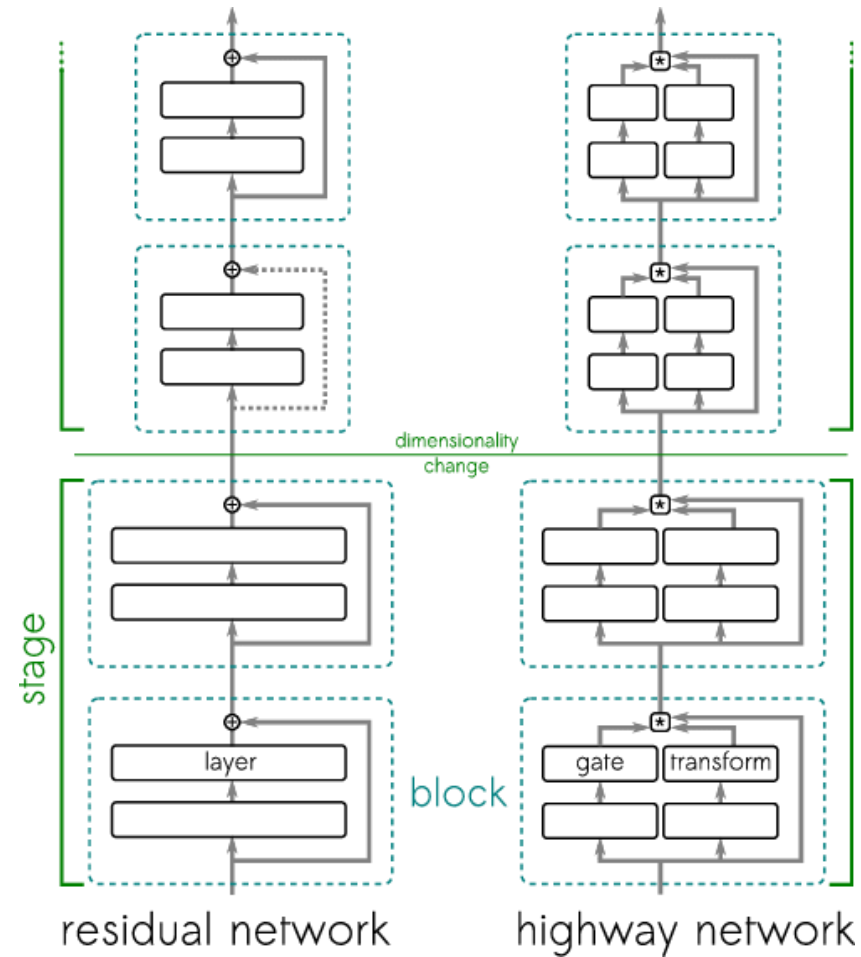 dimensionality
change
stage
layer
block
gate
transform
residual network
highway network